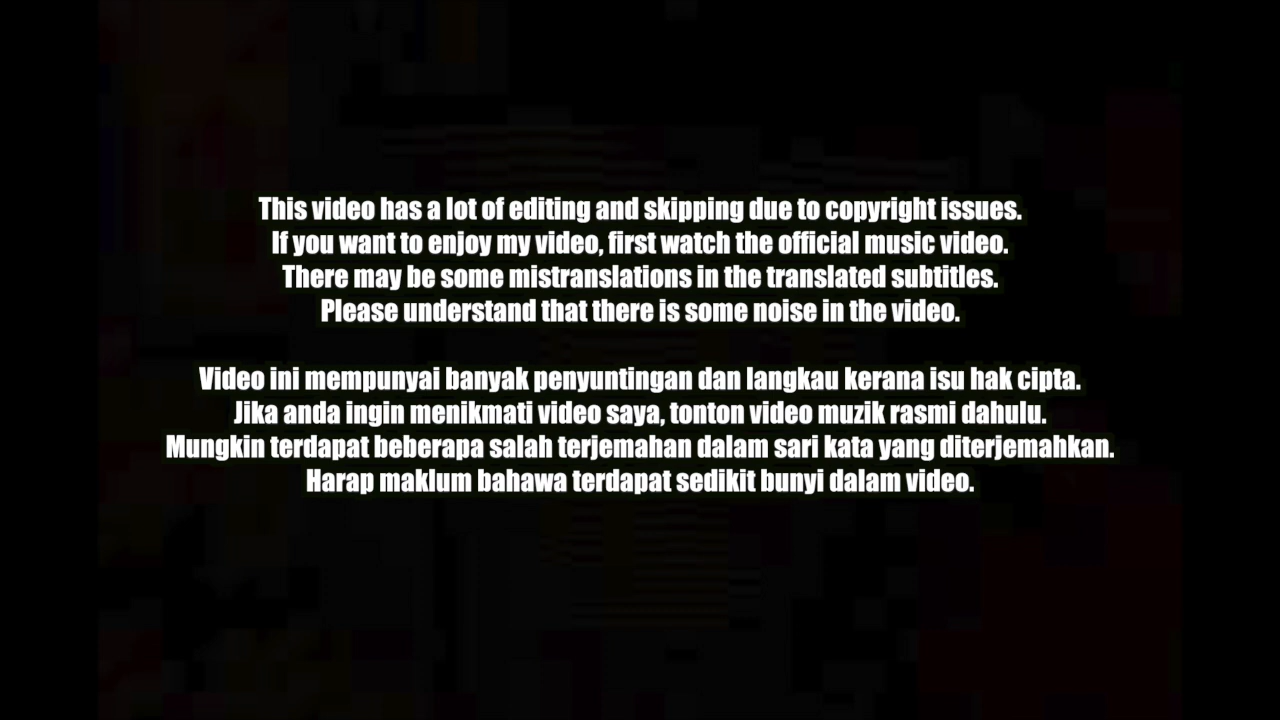 This video has a lot of editing and skipping due to copyright issues.
If you want to enjoy my video, first watch the official music video.
There may be some mistranslations in the translated subtitles.
Please understand that there is some noise in the video.
Video ini mempunyai banyak penyuntingan dan langkau kerana isu hak cipta.
Jika anda ingin menikmati video saya, tonton video muzik rasmi dahulu.
Mungkin terdapat beberapa salah terjemahan dalam sari kata yang diterjemahkan.
Harap maklum bahawa terdapat sedikit bunyi dalam video.